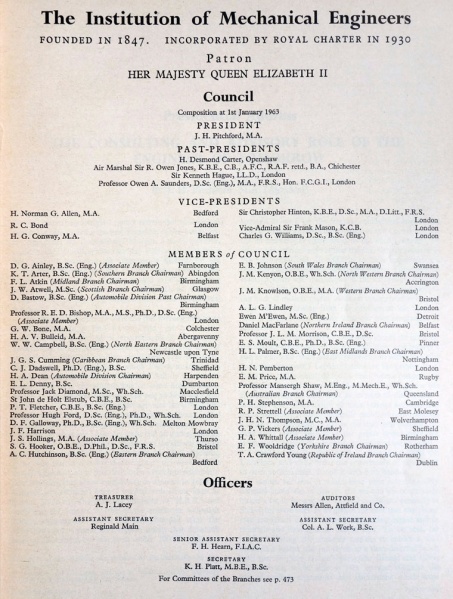 The Institution of Mechanical Engineers
FOUNDED IN 1847. INCORPORATED BY ROYAL CHARTER IN 1930
Patron
HER MAJESTY QUEEN ELIZABETH II
Council
Composition at 1st January 1963
PRESIDENT
J. H. Pitchford, M.A.
PAST-PRESIDENTS
H. Desmond Carter, Openshaw
Air Marshal Sir R. Owen Jones, K.B.E., C.B., A.F.C., R.A.F. retd., B.A., Chichester
Sir Kenneth Hague, LL.D., London
Professor Owen A. Saunders, D.Sc. (Eng.), M.A., F.R.S., Hon. F.C.G.I., London
VICE-PRESIDENTS
H. Norman G. Allen, M.A. Bedford
R. C. Bond London
H. G. Conway, M.A. Belfast
Sir Christopher Hinton, K.B.E., D.Sc., M.A., D.Litt., F.R.S.
London
Vice-Admiral Sir Frank Mason, K.C.B. London
Charles G. Williams, D.Sc., B.Sc. (Eng.) London
MEMBERS of COUNCIL
D. G. Ainley, B.Sc. (Eng.) (Associate Member) Farnborough
K. T. Arter, B.Sc. (Eng.) (Southern Branch Chairman) Abingdon
F. L. Atkin (Midland Branch Chairman) Birmingham
J. W. Atwell, M.Sc. (Scottish Branch Chairman) Glasgow
D. Bastow, B.Sc. (Eng.) (Automobile Division Past Chairman)
Birmingham
Professor R. E. D. Bishop, M.A., M.S., Ph.D., D.Sc. (Eng.)
(Associate Member) London
G. W. Bone, M.A. Colchester
H. A. V. Bulleid, M.A. Abergavenny
W. W. Campbell, B.Sc. (Eng.) (North Eastern Branch Chairman)
Newcastle upon Tyne
J. G. S. Cumming (Caribbean Branch Chairman) Trinidad
C. J. Dadswell, Ph.D. (Eng.), B.Sc. Sheffield
H. A. Dean (Automobile Division Chairman) Harpenden
E. L. Denny, B.Sc. Dumbarton
Professor Jack Diamond, M.Sc., Wh.Sch. Macclesfield
St John de Holt Elstub, C.B.E., B.Sc. Birmingham
P. T. Fletcher, C.B.E., B.Sc. (Eng.) London
Professor Hugh Ford, D.Sc. (Eng.), Ph.D., Wh.Sch. London
D. F. Galloway, Ph.D., B.Sc. (Eng.), Wh.Sch. Melton Mowbray
J. F. Harrison London
J. S. Hollings, M.A. (Associate Member) Thurso
S. G. Hooker, O.B.E., D.Phil., D.Sc., F.R.S. Bristol
A. C. Hutchinson, B.Sc. (Eng.) (Eastern Branch Chairman)
Bedford
E. B. Johnson (South Wales Branch Chairman) Swansea
J. M. Kenyon, O.B.E., Wh.Sch. (North Western Branch Chairman)
Accrington
J. M. Knowlson, O.B.E., M.A. (Western Branch Chairman)
Bristol
A. L. G. Lindley London
Ewen M'Ewen, M.Sc. (Eng.) Detroit
Daniel MacFarlane (Northern Ireland Branch Chairman) Belfast
Professor J. L. M. Morrison, C.B.E., D.Sc. Bristol
E. S. Moult, C.B.E., Ph.D., B.Sc. (Eng.) Pinner
H. L. Palmer, B.Sc. (Eng.) (East Midlands Branch Chairman)
Nottingham
H. N. Pemberton London
E. M. Price, M.A. Rugby
Professor Mansergh Shaw, M.Eng., M.Mech.E., Wh.Sch.
(Australian Branch Chairman) Queensland
P. H. Stephenson, M.A. Cambridge
R. P. Strettell (Associate Member) East Molesey
J. H. N. Thompson, M.C., M.A. Wolverhampton
G. P. Vickers (Associate Member) Sheffield
H. A. Whittall (Associate Member) Birmingham
E. F. Wooldridge (Yorkshire Branch Chairman) Rotherham
T. A. Crawford Young (Republic of Ireland Branch Chairman)
Dublin
Officers
TREASURER
A. J. Lacey
AUDITORS
Messrs Allen, Attfield and Co.
ASSISTANT SECRETARY
Reginald Main
ASSISTANT SECRETARY
Col. A. L. Work, B.Sc.
SENIOR ASSISTANT SECRETARY
F. H. Hearn, F.I.A.C.
SECRETARY
K. H. Platt, M.B.E., B.Sc.
For Committees of the Branches see p. 473